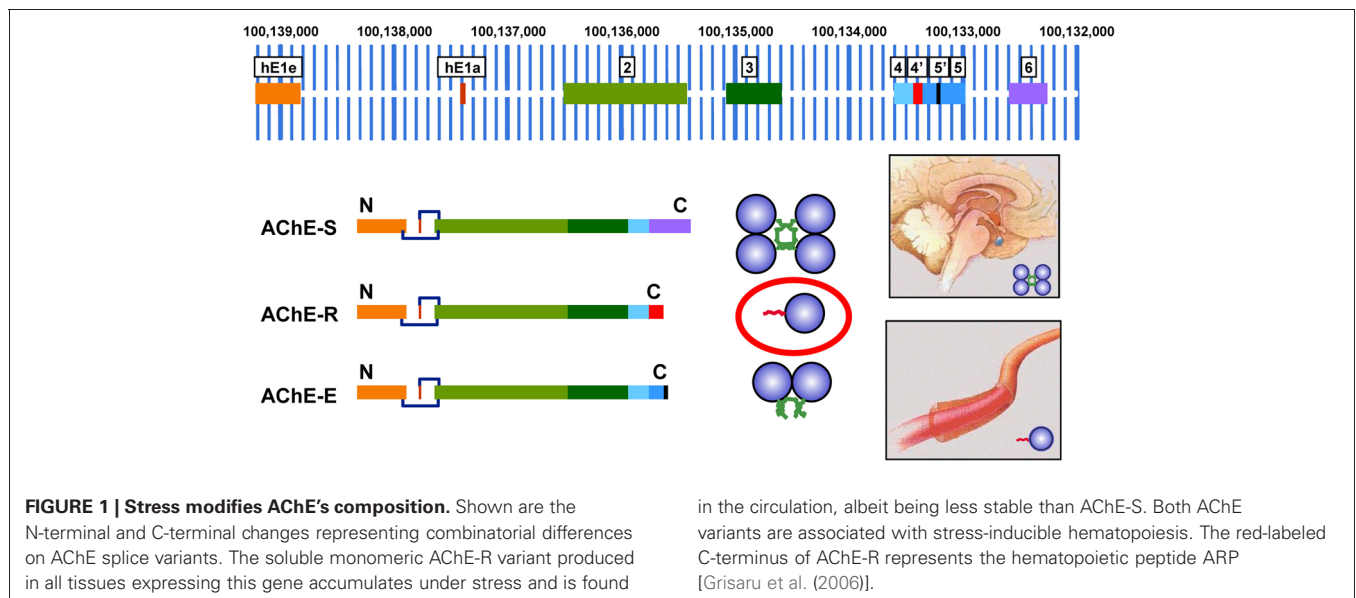 100,139,000 100,138,000 100,137,000 100,136,000 100,135,000 100,134,000 100,133,000 100,132,000
hE1e hE1a 2 3 4 4' 5' 5 6
N C
AChE-S
N C
AChE-R
N C
AChE-E
FIGURE 1 | Stress modifies AChE's composition. Shown are the
N-terminal and C-terminal changes representing combinatorial differences
on AChE splice variants. The soluble monomeric AChE-R variant produced
in all tissues expressing this gene accumulates under stress and is found
in the circulation, albeit being less stable than AChE-S. Both AChE
variants are associated with stress-inducible hematopoiesis. The red-labeled
C-terminus of AChE-R represents the hematopoietic peptide ARP
[Grisaru et al. (2006)].